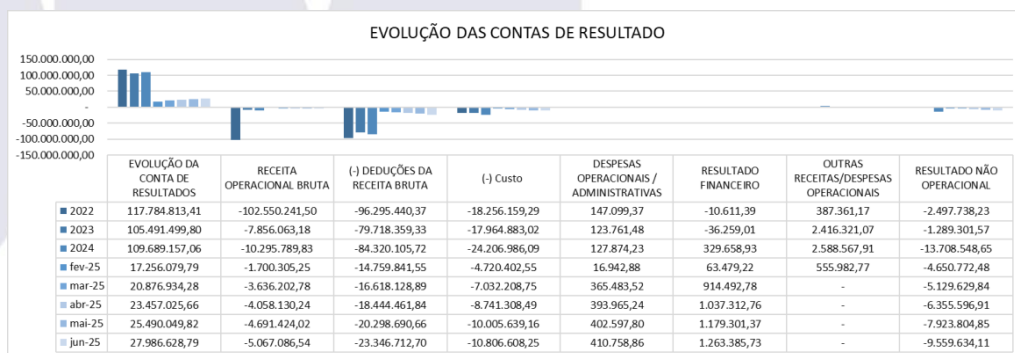 EVOLUÇÃO DAS CONTAS DE RESULTADO
150.000.000,00
100.000.000,00
50.000.000,00
-
-50.000.000,00
-100.000.000,00
-150.000.000,00
EVOLUÇÃO DA CONTA DE RESULTADOS
RECEITA OPERACIONAL BRUTA
(-) DEDUÇÕES DA RECEITA BRUTA
(-) Custo
DESPESAS OPERACIONAIS / ADMINISTRATIVAS
RESULTADO FINANCEIRO
OUTRAS RECEITAS/DESPESAS OPERACIONAIS
RESULTADO NÃO OPERACIONAL
2022 117.784.813,41 -102.550.241,50 -96.295.440,37 -18.256.159,29 147.099,37 -10.611,39 387.361,17 -2.497.738,23
2023 105.491.499,80 -7.856.063,18 -79.718.359,33 -17.964.883,02 123.761,48 -36.259,01 2.416.321,07 -1.289.301,57
2024 109.689.157,06 -10.295.789,83 -84.320.105,72 -24.206.986,09 127.874,23 329.658,93 2.588.567,91 -13.708.548,65
fev-25 17.256.079,79 -1.700.305,25 -14.759.841,55 -4.720.402,55 16.942,88 63.479,22 555.982,77 -4.650.772,48
mar-25 20.876.934,28 -3.636.202,78 -16.618.128,89 -7.032.208,75 365.483,52 914.492,78 - -5.129.629,84
abr-25 23.457.025,66 -4.058.130,24 -18.444.461,84 -8.741.308,49 393.965,24 1.037.312,76 - -6.355.596,91
mai-25 25.490.049,82 -4.691.424,02 -20.298.690,66 -10.005.639,16 402.597,80 1.179.301,37 - -7.923.804,85
jun-25 27.986.628,79 -5.067.086,54 -23.346.712,70 -10.806.608,25 410.758,86 1.263.385,73 - -9.559.634,11